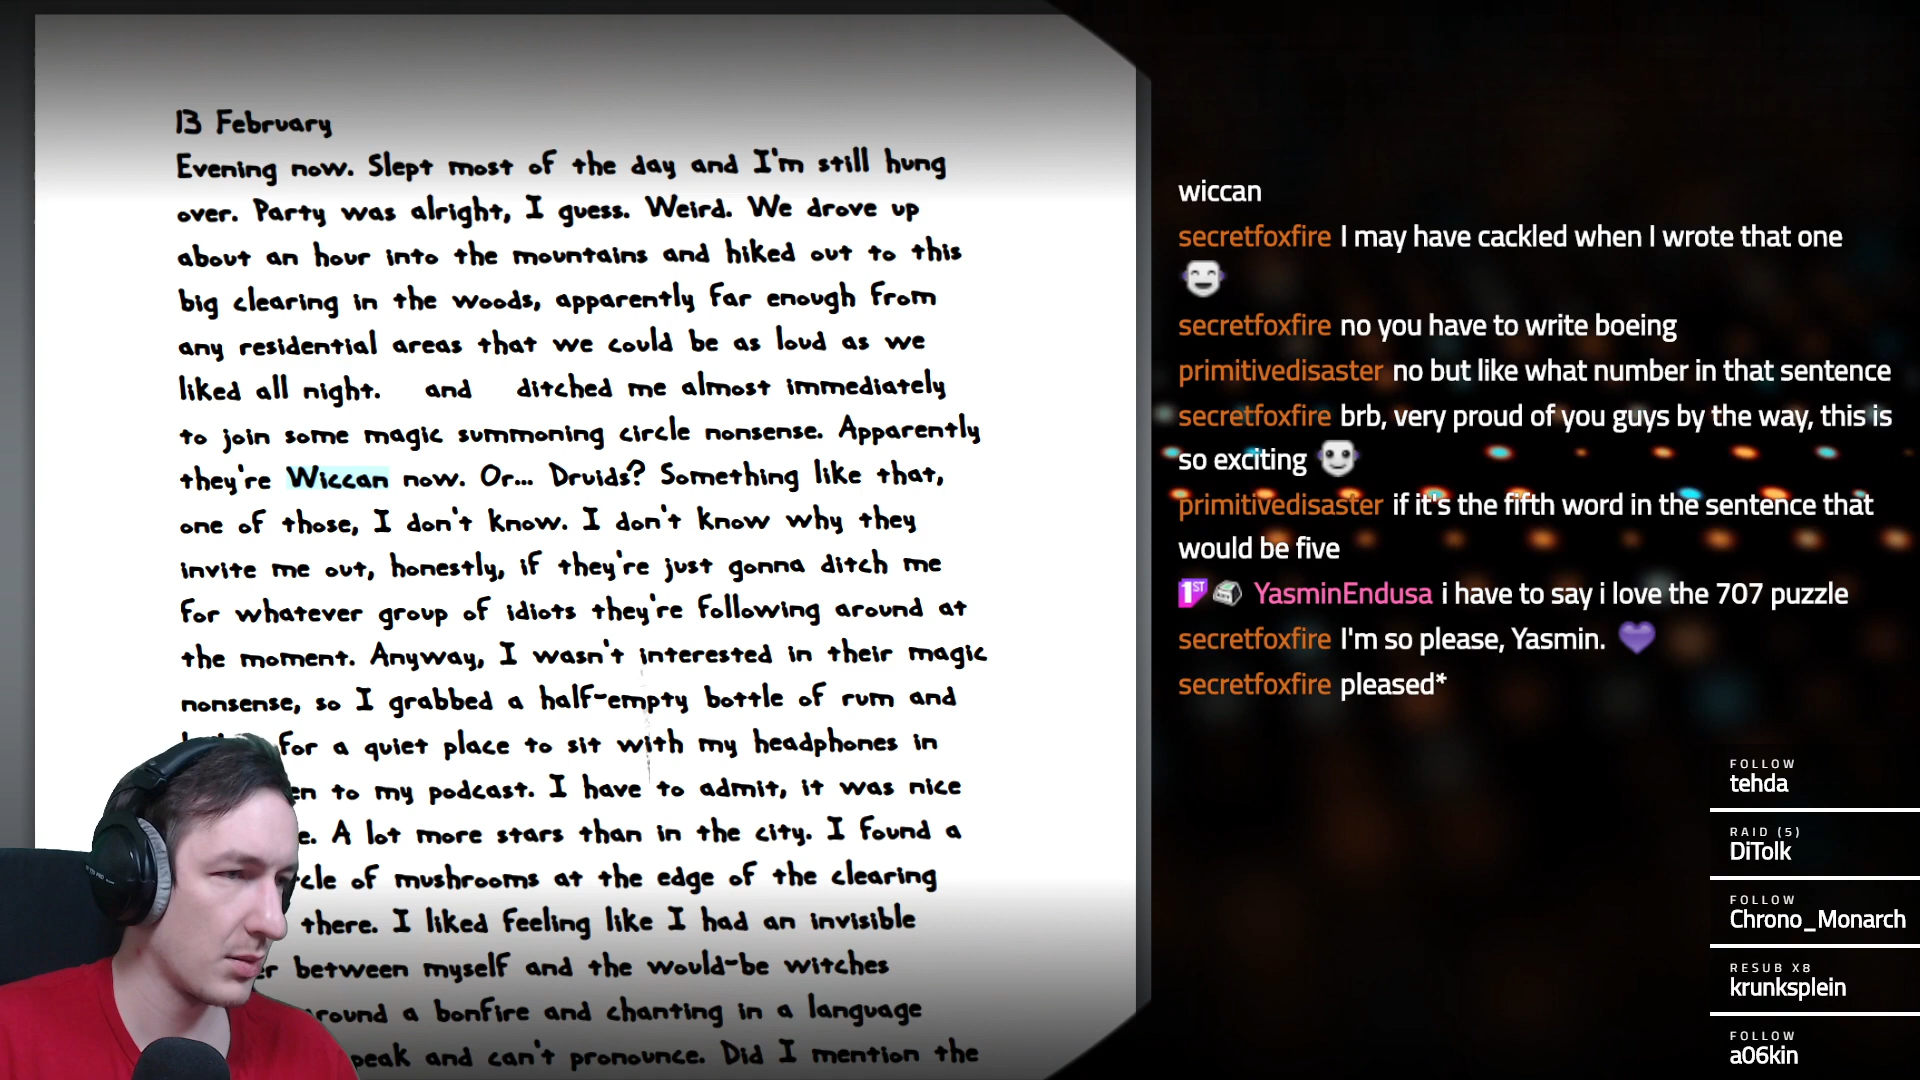 13 February
Evening now. Slept most of the day and I'm still hung
over. Party was alright, I guess. Weird. We drove up
about an hour into the mountains and hiked out to this
big clearing in the woods, apparently far enough from
any residential areas that we could be as loud as we
liked all night. and ditched me almost immediately
to join some magic summoning circle nonsense. Apparently
they're Wiccan now. Or... Druids? Something like that,
one of those, I don't know. I don't know why they
invite me out, honestly, if they're just gonna ditch me
for whatever group of idiots they're following around at
the moment. Anyway, I wasn't interested in their magic
nonsense, so I grabbed a half-empty bottle of rum and
for a quiet place to sit with my headphones in
to my podcast. I have to admit, it was nice
A lot more stars than in the city. I found a
of mushrooms at the edge of the clearing
there. I liked feeling like I had an invisible
between myself and the would-be witches
a bonfire and chanting in a language
and can't pronounce. Did I mention the
wiccan
secretfoxfire I may have cackled when I wrote that one
secretfoxfire no you have to write boeing
primitivedisaster no but like what number in that sentence
secretfoxfire brb, very proud of you guys by the way, this is
so exciting
primitivedisaster if it's the fifth word in the sentence that
would be five
1ST YasminEndusa i have to say i love the 707 puzzle
secretfoxfire I'm so please, Yasmin.
secretfoxfire pleased*
FOLLOW
tehda
RAID (5)
DiTolk
FOLLOW
Chrono_Monarch
RESUB X8
krunksplein
FOLLOW
a06kin